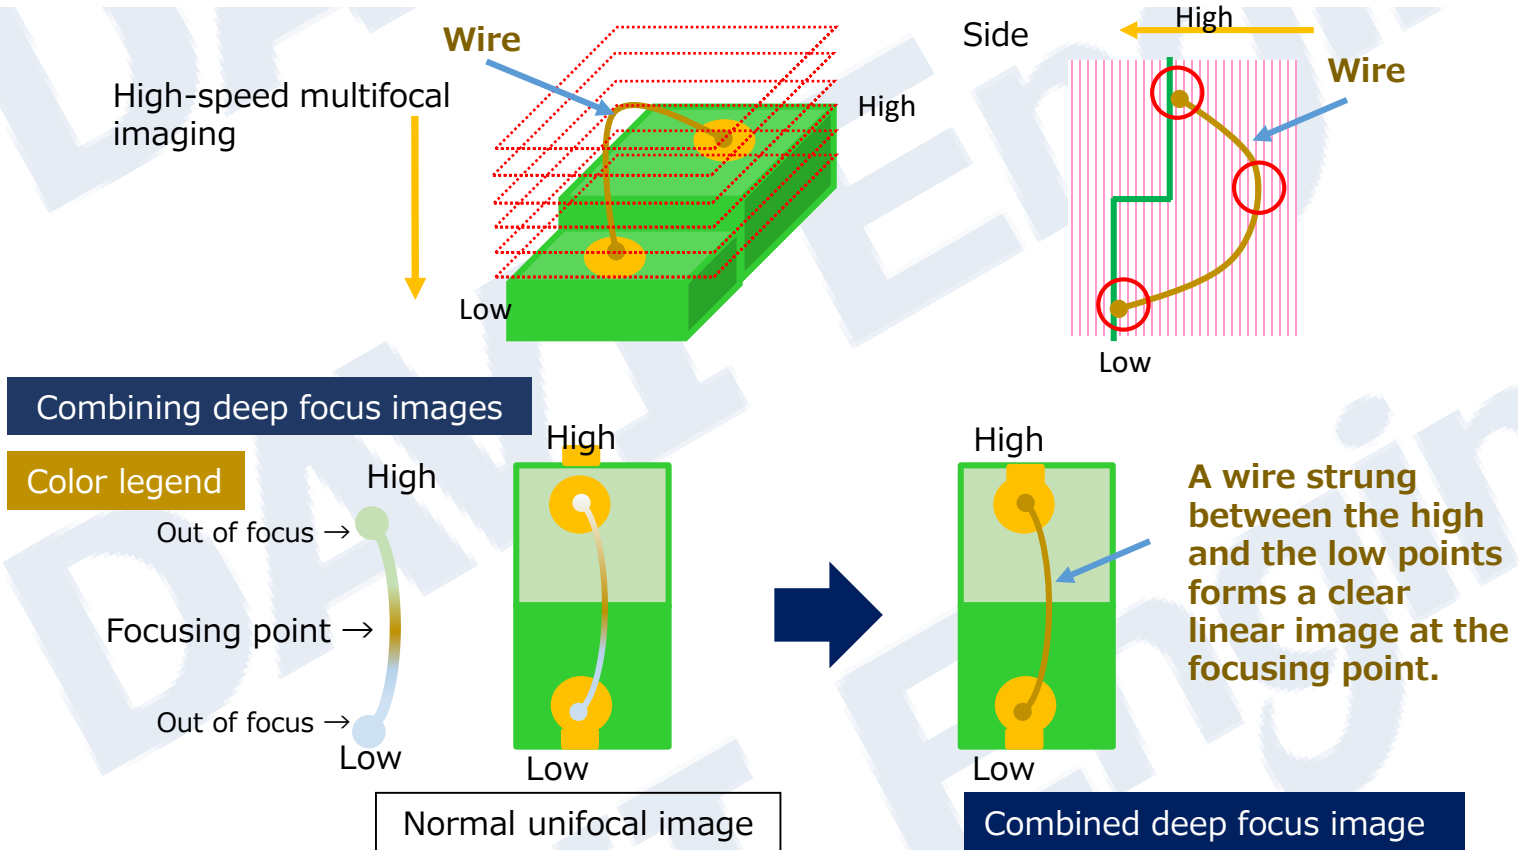 Wire
High-speed multifocal
imaging
High
Low
Side
High
Wire
Low
Combining deep focus images
Color legend
High
Out of focus →
Focusing point →
Out of focus →
Low
High
Low
Normal unifocal image
High
Low
A wire strung
between the high
and the low points
forms a clear
linear image at the
focusing point.
Combined deep focus image